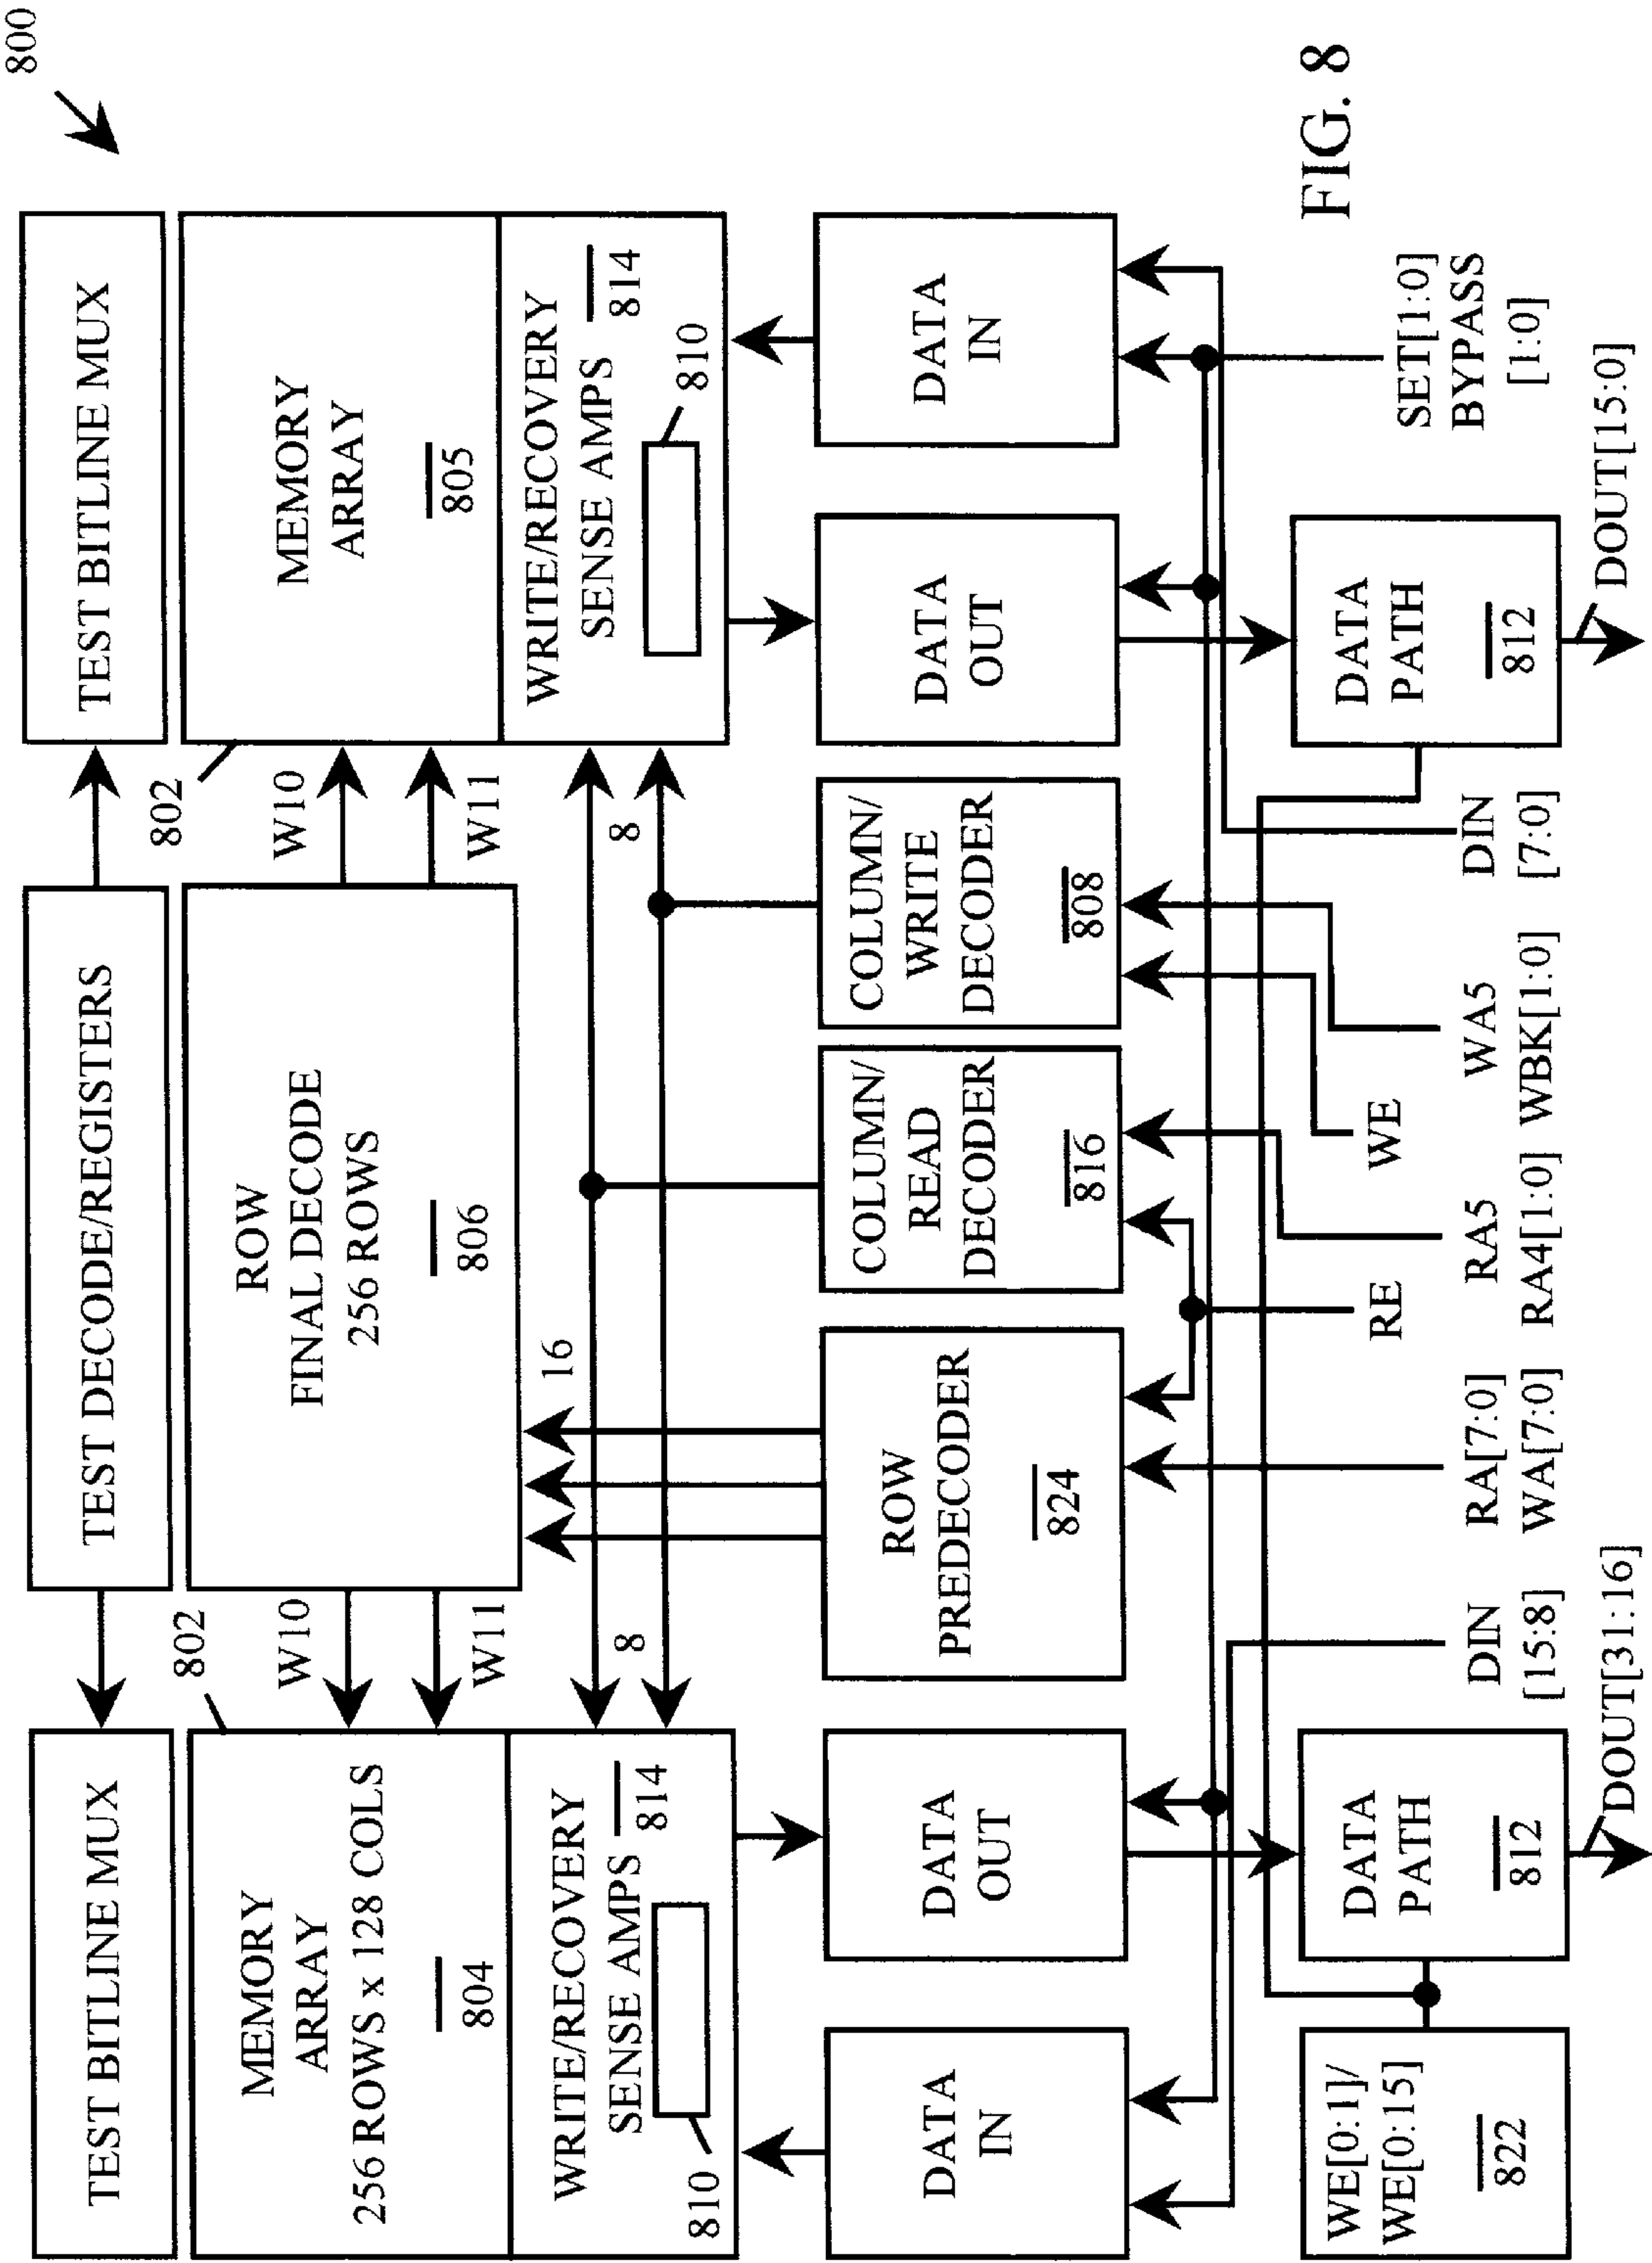 800
TEST BITLINE MUX
TEST DECODE/REGISTERS
TEST BITLINE MUX
802
802
MEMORY
ARRAY
256 ROWS x 128 COLS
804
W10
W11
ROW
FINAL DECODE
256 ROWS
806
W10
W11
MEMORY
ARRAY
805
WRITE/RECOVERY
SENSE AMPS
814
810
8
16
8
WRITE/RECOVERY
SENSE AMPS
814
810
DATA
IN
DATA
OUT
ROW
PREDECODER
824
COLUMN/
READ
DECODER
816
COLUMN/
WRITE
DECODER
808
DATA
OUT
DATA
IN
WE[0:1]/
WE[0:15]
822
DATA
PATH
812
DATA
PATH
812
DIN
[15:8]
RA[7:0]
WA[7:0]
RE
RA5
RA4[1:0]
WE
WA5
WBK[1:0]
DIN
[7:0]
SET[1:0]
BYPASS
[1:0]
DOUT[31:16]
DOUT[15:0]
FIG. 8